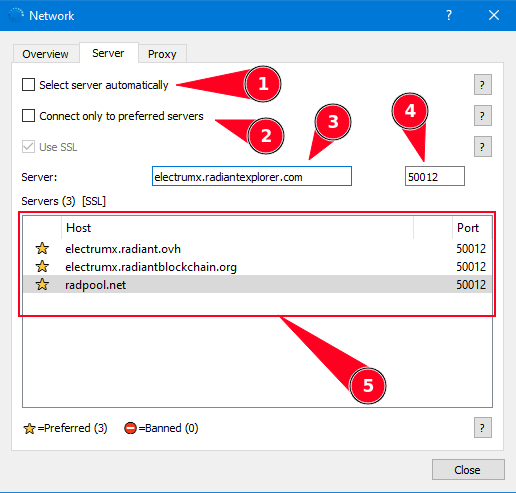 Network ?
Overview Server Proxy
Select server automatically 1 ?
Connect only to preferred servers 2 3 4 ?
Use SSL ?
Server: electrumx.radiantexplorer.com 50012
Servers (3) [SSL]
Host Port
electrumx.radiant.ovh 50012
electrumx.radiantblockchain.org 50012
radpool.net 50012
5
=Preferred (3) =Banned (0) ?
Close